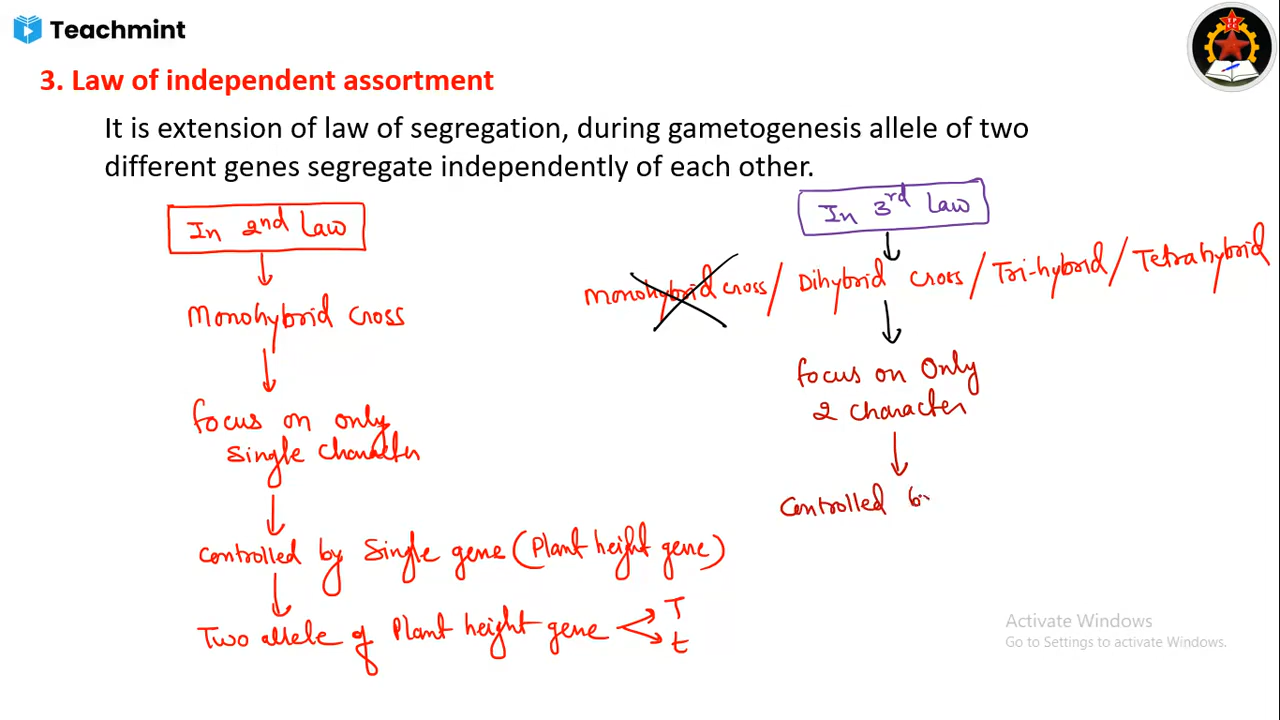 Teachmint
3. Law of independent assortment
It is extension of law of segregation, during gametogenesis allele of two
different genes segregate independently of each other.
In 2nd Law
Monohybrid cross
focus on only
single character
controlled by single gene (Plant height gene)
Two allele of Plant height gene
T
t
In 3rd Law
Monohybrid cross / Dihybrid cross / Tri-hybrid / Tetrahybrid
focus on Only
2 character
Controlled
Activate Windows
Go to Settings to activate Windows.